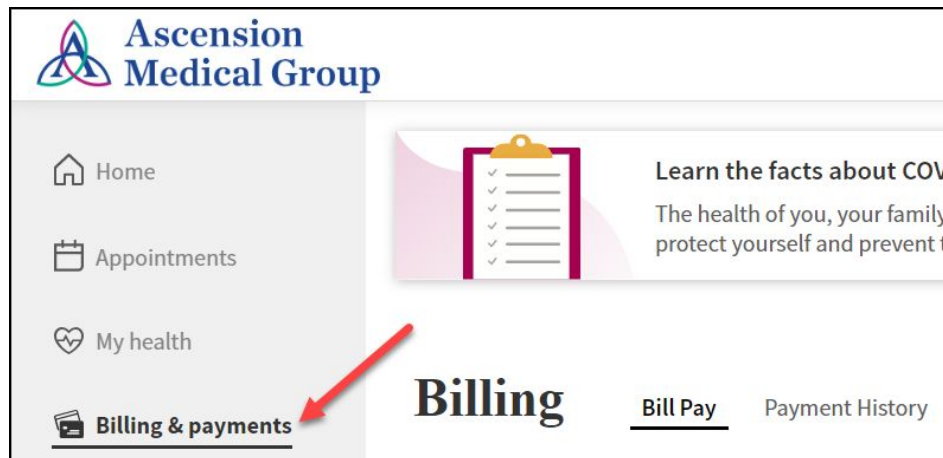 Ascension
Medical Group
Home
Appointments
My health
Billing & payments
Learn the facts about COV
The health of you, your family
protect yourself and prevent
Billing
Bill Pay
Payment History